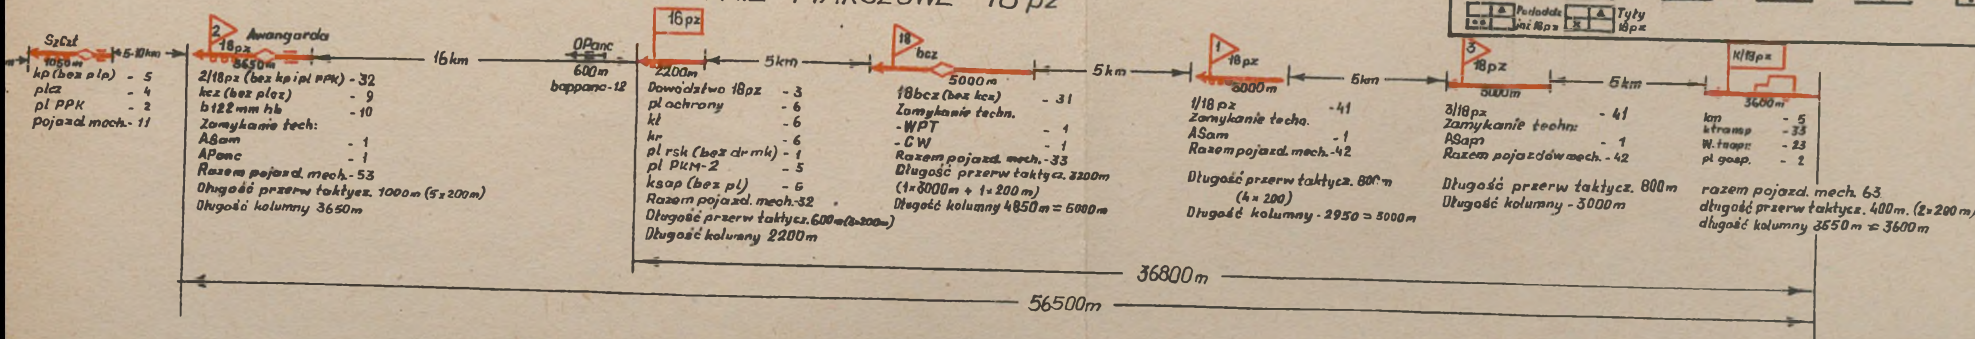 MARSZOWE 18 pz
Pododdz
inż 18pz
Tyły
18pz
SzCzt
1050m
5-10km
kp (bez plp) - 5
plcz - 4
pl PPK - 2
pojazd mech. - 11
2
18pz
Awangarda
3650m
2/18pz (bez kp i pl PPK) - 32
kcz (bez plcz) - 9
b122mm hb - 10
Zamykanie tech:
ASam - 1
APanc - 1
Razem pojazd. mech - 53
Długość przerw taktycz. 1000m (5x200m)
Długość kolumny 3650m
16km
OPanc
600m
bappanc-12
2200m
Dowództwo 18pz - 3
pl ochrony - 6
kł - 6
kr - 6
pl rsk (bez drmk) - 1
pl PKM-2 - 5
ksap (bez pl) - 6
Razem pojazd. mech. - 32
Długość przerw taktycz. 600m (3x200m)
Długość kolumny 2200m
5km
18
bcz
5000m
18bcz (bez kcz) - 31
Zamykanie techn.
-WPT - 1
-CW - 1
Razem pojazd. mech. - 33
Długość przerw taktycz. 3200m
(1x3000m + 1x200m)
Długość kolumny 4850m = 5000m
5km
1
18pz
3000m
1/18 pz - 41
Zamykanie techn.
ASam - 1
Razem pojazd. mech. - 42
Długość przerw taktycz. 800m
(4x200)
Długość kolumny - 2950 = 3000m
5km
3
18pz
3000m
3/18pz - 41
Zamykanie techn:
ASam - 1
Razem pojazdów mech. - 42
Długość przerw taktycz. 800m
Długość kolumny - 3000m
5km
K/18pz
3600m
- 5
ktransp - 33
W. - 23
pl gosp. - 2
razem pojazd. mech. 63
długość przerw taktycz. 400m. (2x200m)
długość kolumny 3550m = 3600m
36800m
56500m